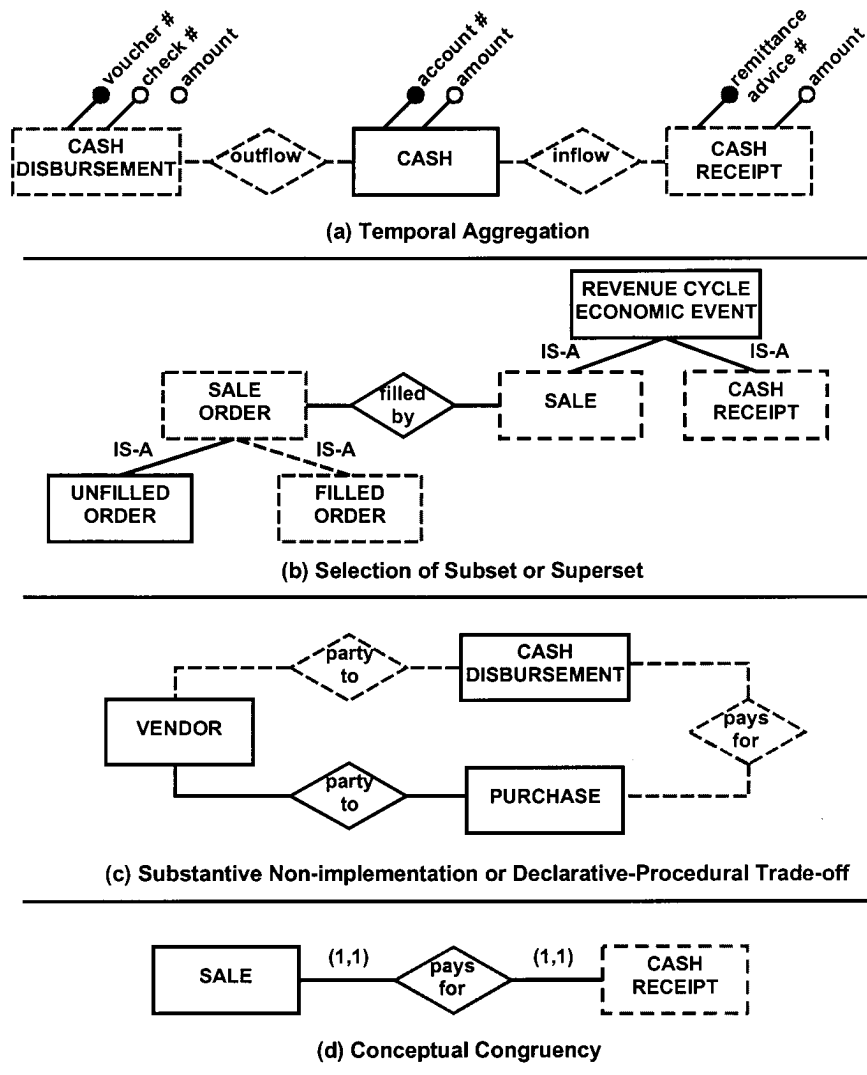 voucher #
check #
amount
account #
amount
remittance
advice #
amount
CASH
DISBURSEMENT
outflow
CASH
inflow
CASH
RECEIPT
(a) Temporal Aggregation
REVENUE CYCLE
ECONOMIC EVENT
IS-A
IS-A
SALE
ORDER
filled
by
SALE
CASH
RECEIPT
IS-A
IS-A
UNFILLED
ORDER
FILLED
ORDER
(b) Selection of Subset or Superset
party
to
CASH
DISBURSEMENT
VENDOR
pays
for
party
to
PURCHASE
(c) Substantive Non-implementation or Declarative-Procedural Trade-off
SALE
(1,1)
pays
for
(1,1)
CASH
RECEIPT
(d) Conceptual Congruency